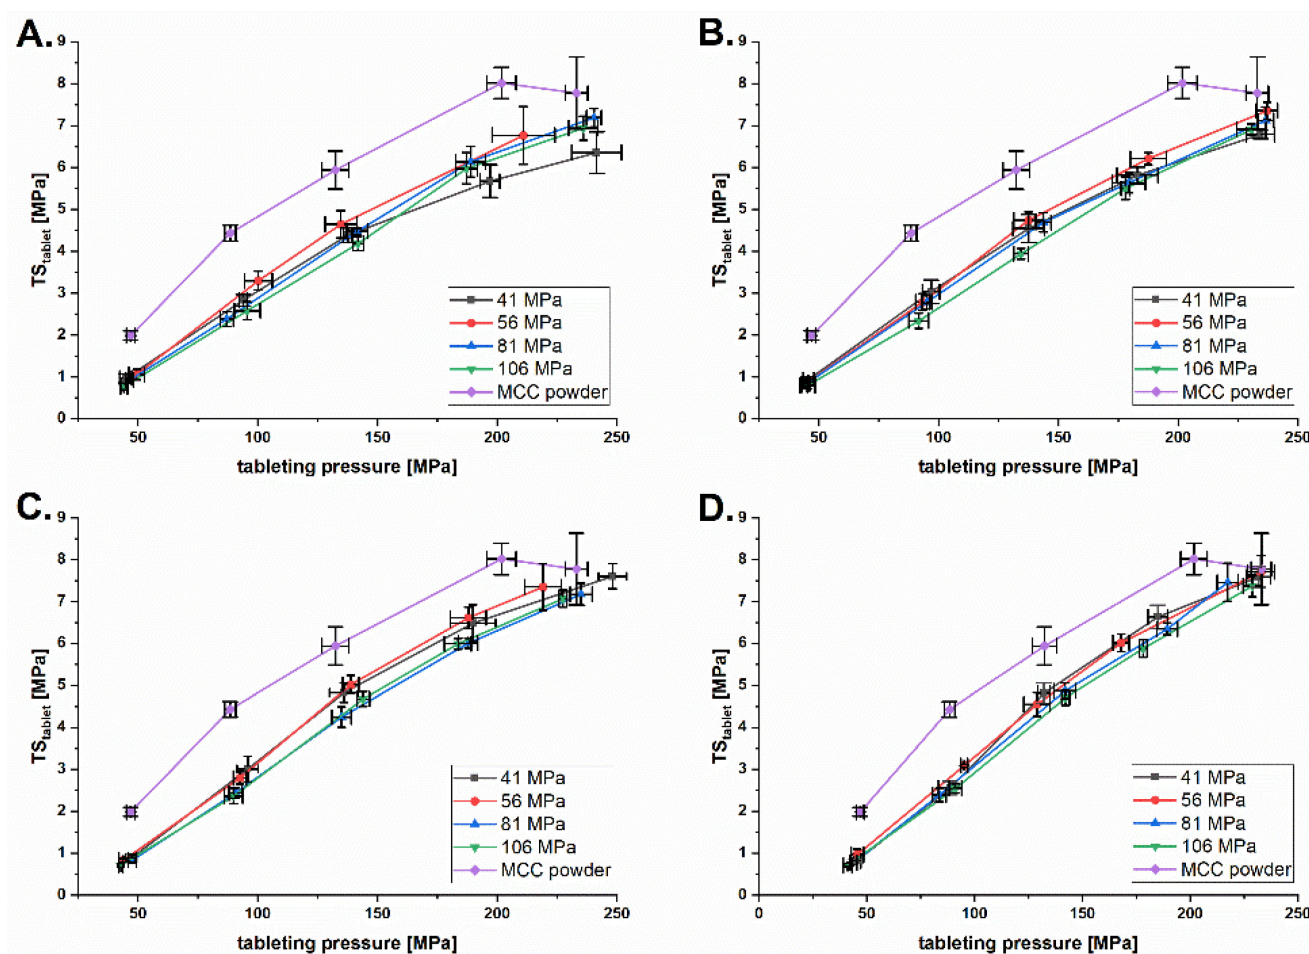 A.
9
8
7
6
5
4
3
2
1
0
TStablet [MPa]
50
100
150
200
250
tableting pressure [MPa]
41 MPa
56 MPa
81 MPa
106 MPa
MCC powder
B.
9
8
7
6
5
4
3
2
1
0
TStablet [MPa]
50
100
150
200
250
tableting pressure [MPa]
41 MPa
56 MPa
81 MPa
106 MPa
MCC powder
C.
9
8
7
6
5
4
3
2
1
0
TStablet [MPa]
50
100
150
200
250
tableting pressure [MPa]
41 MPa
56 MPa
81 MPa
106 MPa
MCC powder
D.
9
8
7
6
5
4
3
2
1
0
TStablet [MPa]
0
50
100
150
200
250
tableting pressure [MPa]
41 MPa
56 MPa
81 MPa
106 MPa
MCC powder